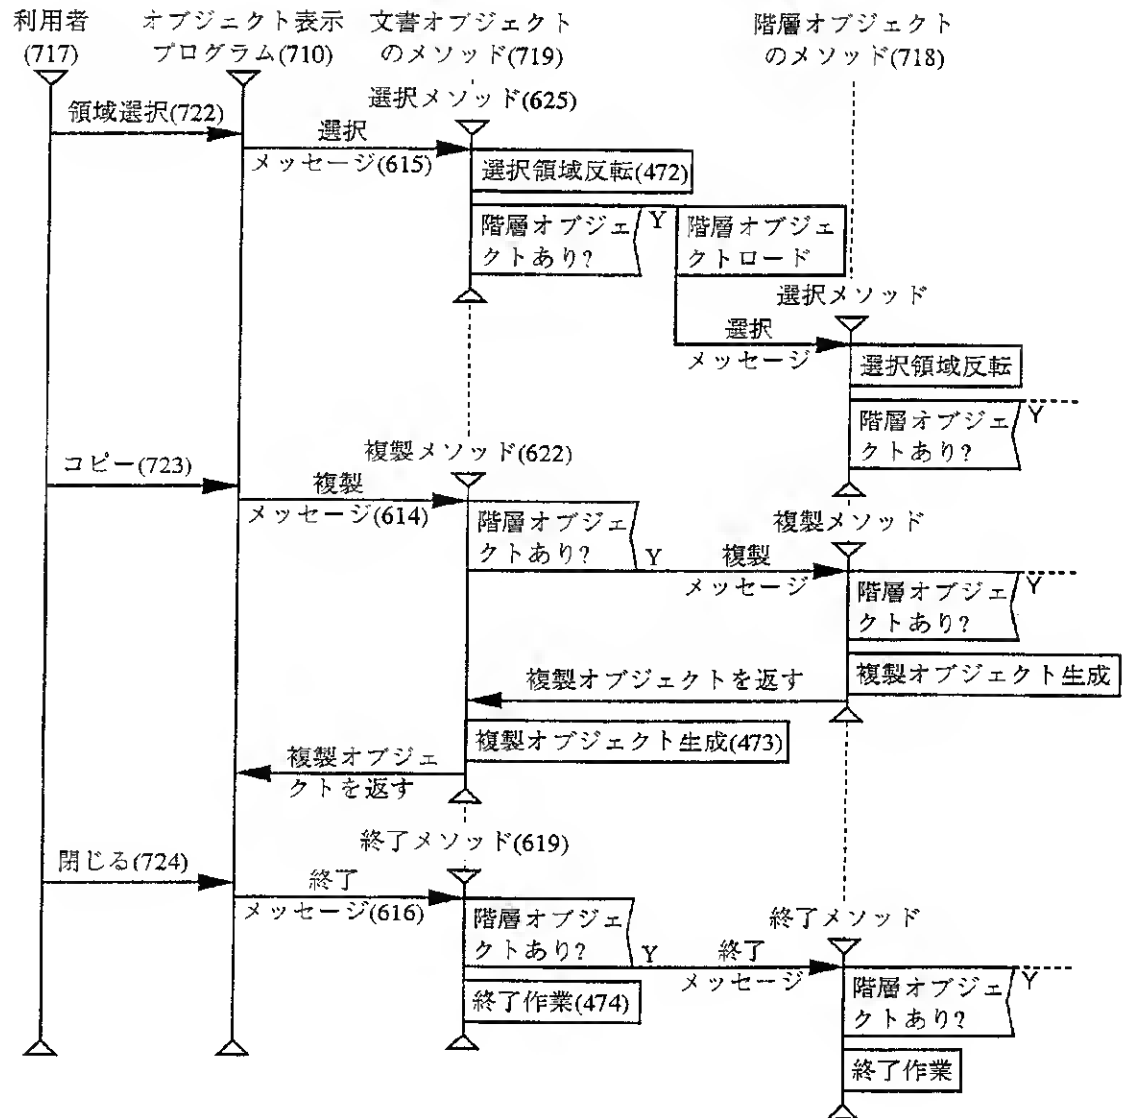 利用者
(717)
オブジェクト表示
プログラム(710)
文書オブジェクト
のメソッド(719)
階層オブジェクト
のメソッド(718)
選択メソッド(625)
領域選択(722)
選択
メッセージ(615)
選択領域反転(472)
階層オブジェ
クトあり?
Y
階層オブジェ
クトロード
選択メソッド
選択
メッセージ
選択領域反転
階層オブジェ
クトあり?
Y
複製メソッド(622)
コピー(723)
複製
メッセージ(614)
階層オブジェ
クトあり?
Y
複製メソッド
複製
メッセージ
階層オブジェ
クトあり?
Y
複製オブジェクト生成
複製オブジェクトを返す
複製オブジェクト生成(473)
複製オブジェ
クトを返す
終了メソッド(619)
閉じる(724)
終了
メッセージ(616)
階層オブジェ
クトあり?
Y
終了メソッド
終了
メッセージ
階層オブジェ
クトあり?
Y
終了作業(474)
終了作業